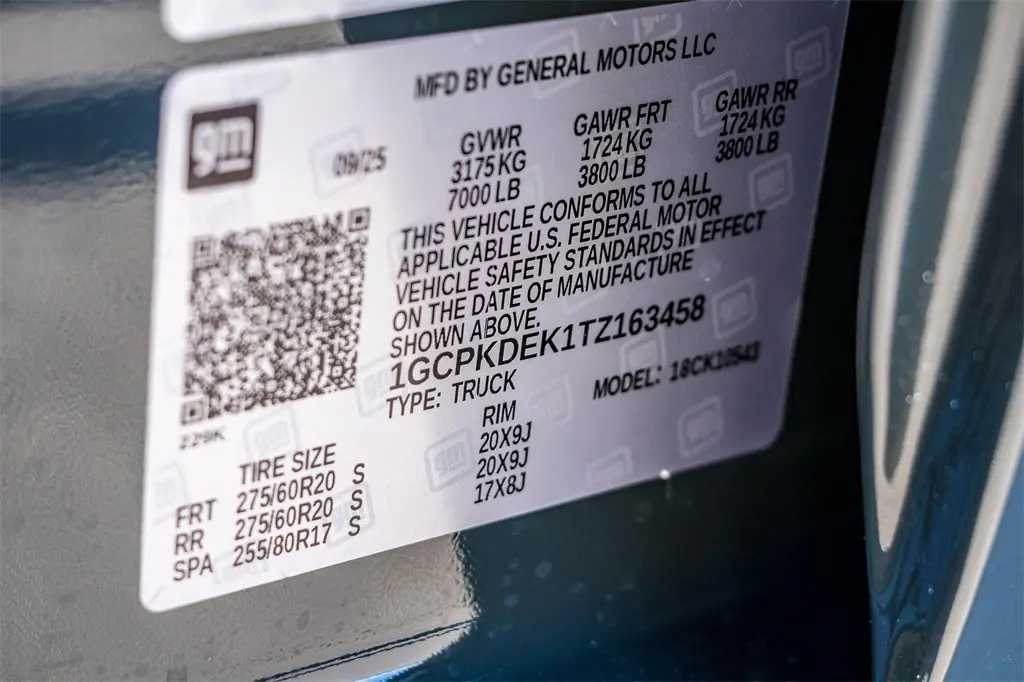 MFD BY GENERAL MOTORS LLC
gm
09/25
GVWR
3175 KG
7000 LB
GAWR FRT
1724 KG
3800 LB
GAWR RR
1724 KG
3800 LB
THIS VEHICLE CONFORMS TO ALL
APPLICABLE U.S. FEDERAL MOTOR
VEHICLE SAFETY STANDARDS IN EFFECT
ON THE DATE OF MANUFACTURE
SHOWN ABOVE.
1GCPKDEK1TZ163458
TYPE: TRUCK
MODEL: 18CK10543
229K
TIRE SIZE
RIM
FRT 275/60R20 S 20X9J
RR 275/60R20 S 20X9J
SPA 255/80R17 S 17X8J